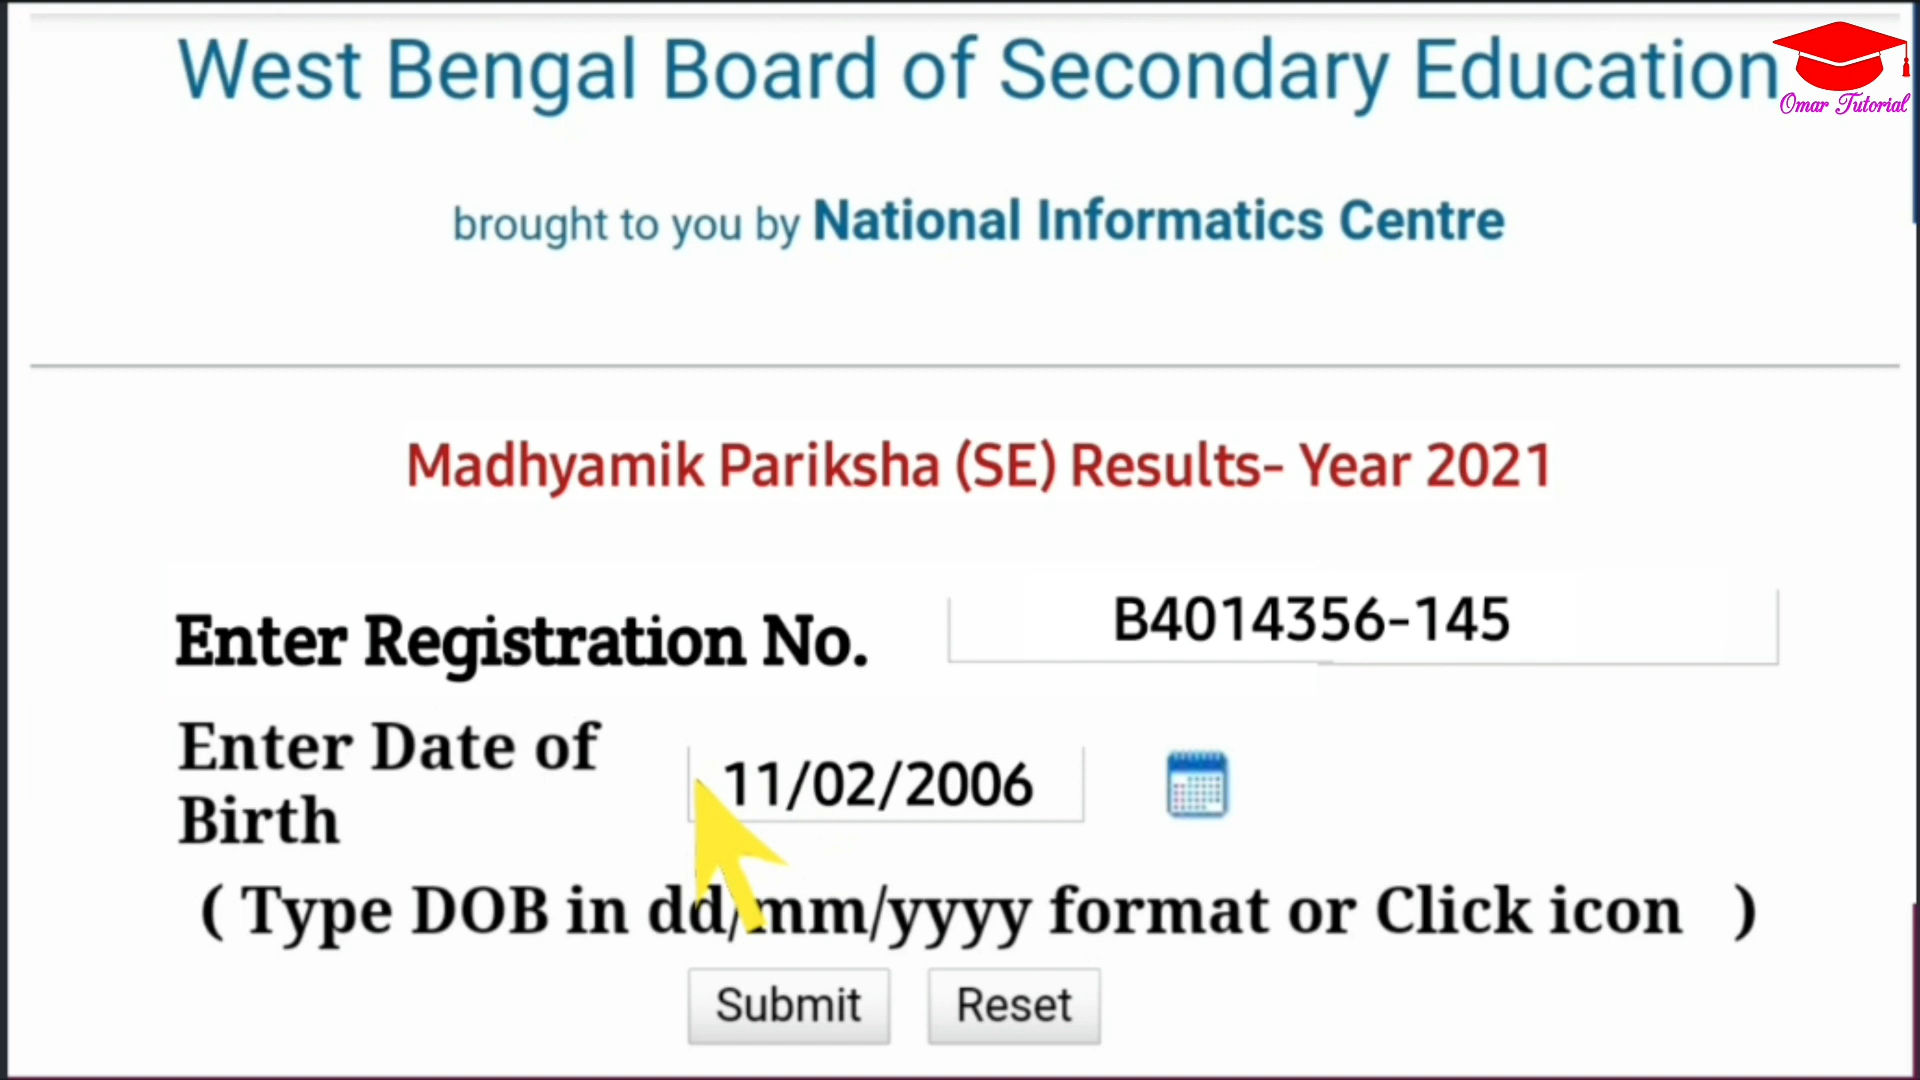 West Bengal Board of Secondary Education
Omar Tutorial
brought to you by National Informatics Centre
Madhyamik Pariksha (SE) Results- Year 2021
Enter Registration No. B4014356-145
Enter Date of
Birth
11/02/2006
( Type DOB in dd/mm/yyyy format or Click icon )
Submit Reset